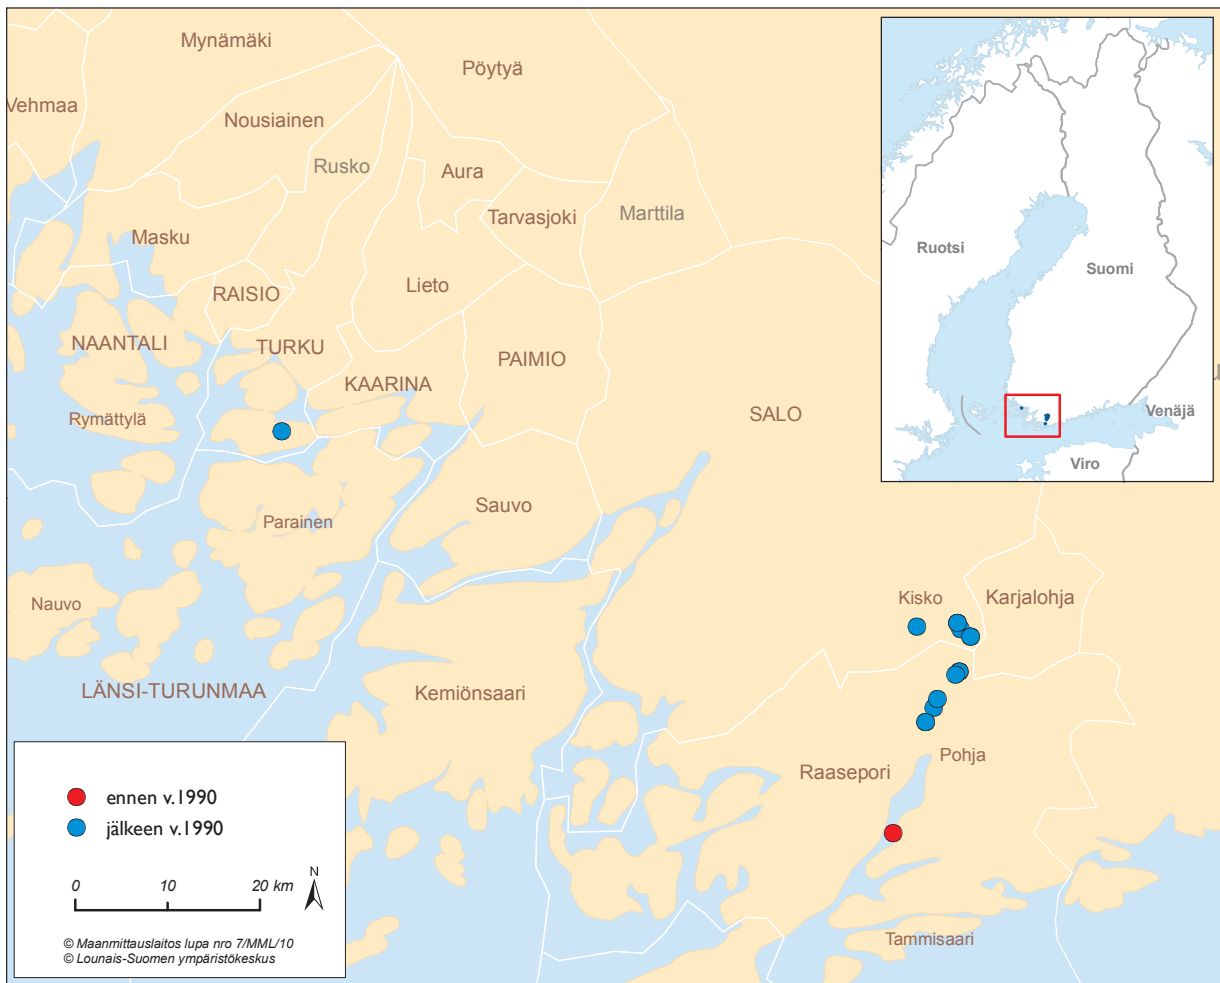 Mynämäki
Pöytyä
Vehmaa
Nousiainen
Rusko
Aura
Tarvasjoki
Marttila
Masku
Lieto
RAISIO
NAANTALI
TURKU
PAIMIO
KAARINA
Rymättylä
SALO
Sauvo
Parainen
Nauvo
Kisko
Karjalohja
LÄNSI-TURUNMAA
Kemiönsaari
Pohja
Raasepori
Tammisaari
Ruotsi
Suomi
Venäjä
Viro
ennen v.1990
jälkeen v.1990
0 10 20 km
N
© Maanmittauslaitos lupa nro 7/MML/10
© Lounais-Suomen ympäristökeskus